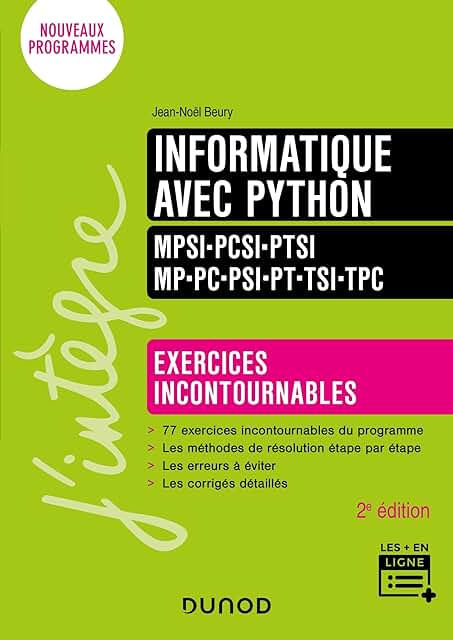 NOUVEAUX
PROGRAMMES
Jean-Noël Beury
INFORMATIQUE
AVEC PYTHON
MPSI•PCSI•PTSI
MP•PC•PSI•PT•TSI•TPC
j'intègre
EXERCICES
INCONTOURNABLES
> 77 exercices incontournables du programme
> Les méthodes de résolution étape par étape
> Les erreurs à éviter
> Les corrigés détaillés
2e édition
LES + EN
LIGNE
DUNOD